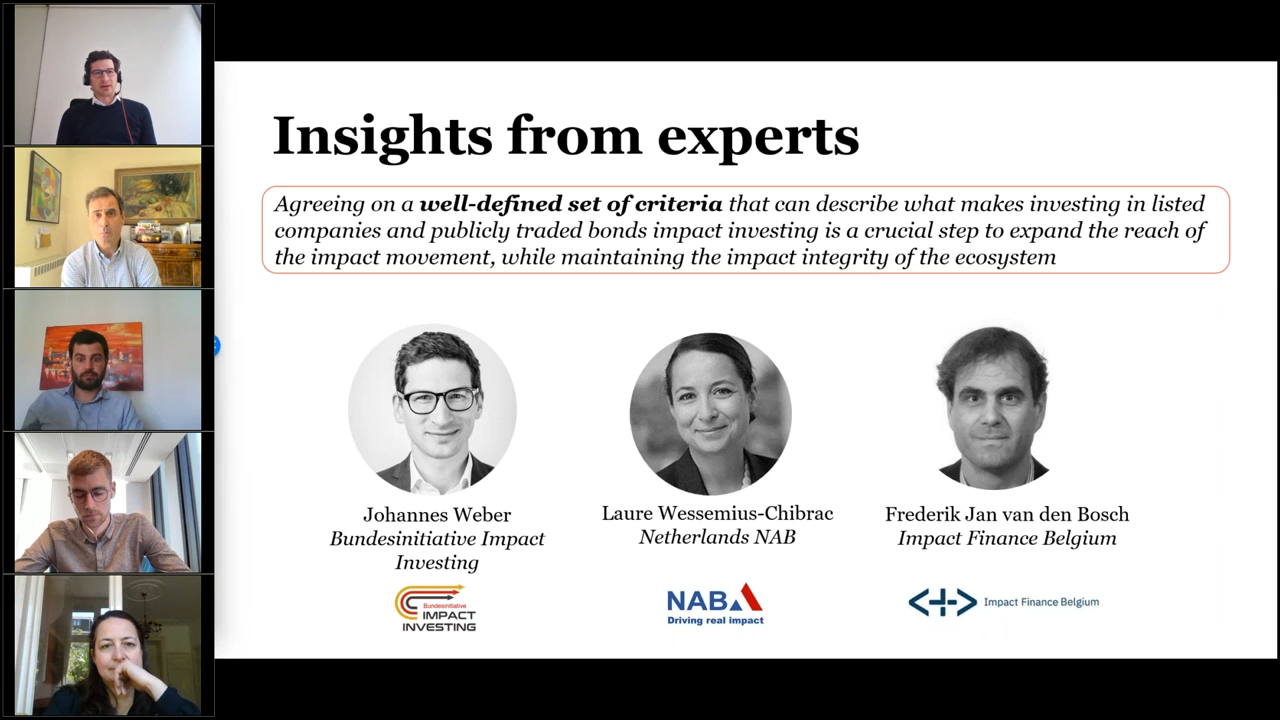 Insights from experts
Agreeing on a well-defined set of criteria that can describe what makes investing in listed
companies and publicly traded bonds impact investing is a crucial step to expand the reach of
the impact movement, while maintaining the impact integrity of the ecosystem
Johannes Weber
Bundesinitiative Impact
Investing
Laure Wessemius-Chibrac
Netherlands NAB
Frederik Jan van den Bosch
Impact Finance Belgium
Bundesinitiative
IMPACT
INVESTING
NAB
Driving real impact
Impact Finance Belgium